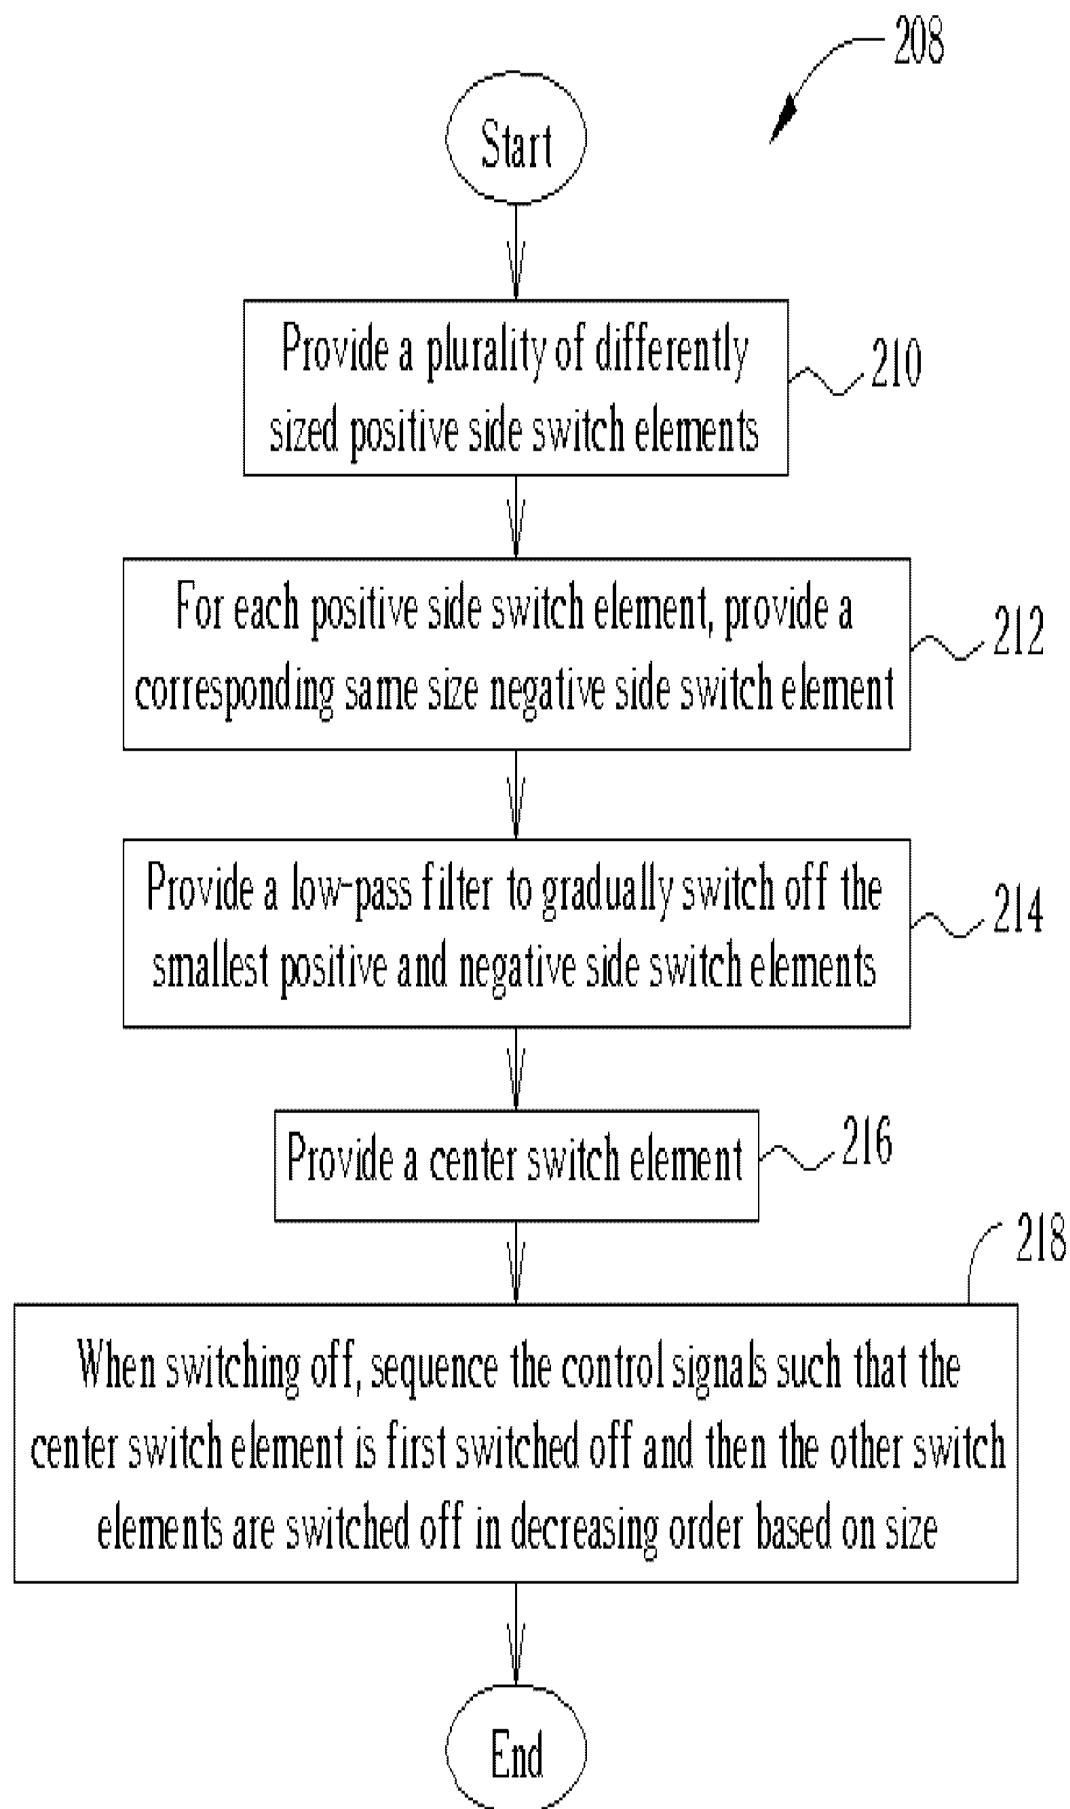 208
Start
Provide a plurality of differently
sized positive side switch elements
210
For each positive side switch element, provide a
corresponding same size negative side switch element
212
Provide a low-pass filter to gradually switch off the
smallest positive and negative side switch elements
214
Provide a center switch element
216
218
When switching off, sequence the control signals such that the
center switch element is first switched off and then the other switch
elements are switched off in decreasing order based on size
End